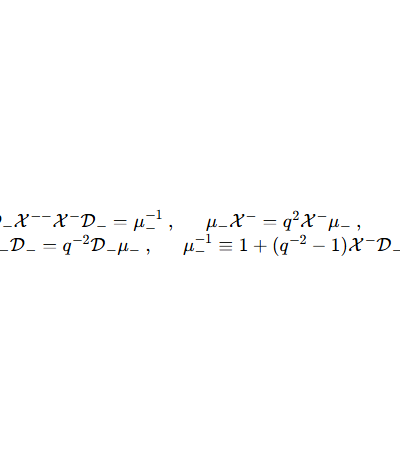 𝒟₋𝒳⁻⁻𝒳⁻𝒟₋ = μ₋⁻¹ , μ₋𝒳⁻ = q²𝒳⁻μ₋ ,
₋𝒟₋ = q⁻²𝒟₋μ₋ , μ₋⁻¹ ≡ 1 + (q⁻² − 1)𝒳⁻𝒟₋